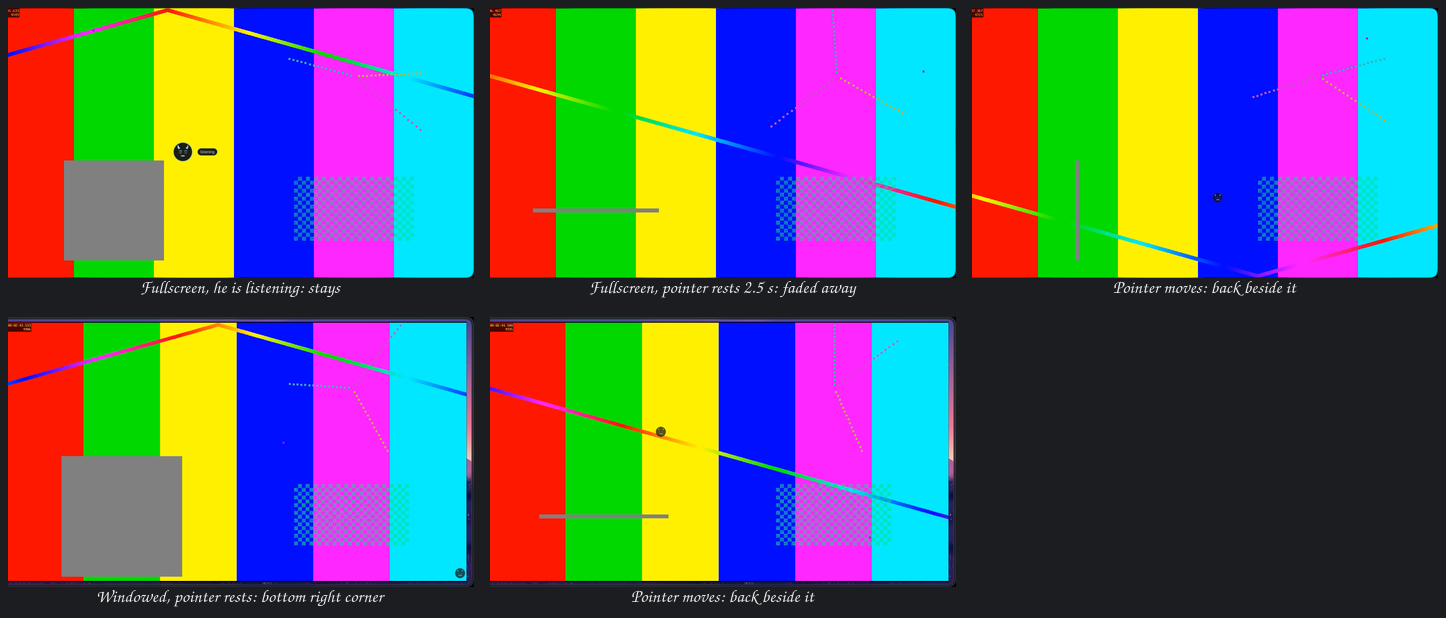 Fullscreen, he is listening: stays
Fullscreen, pointer rests 2.5 s: faded away
Pointer moves: back beside it
Windowed, pointer rests: bottom right corner
Pointer moves: back beside it